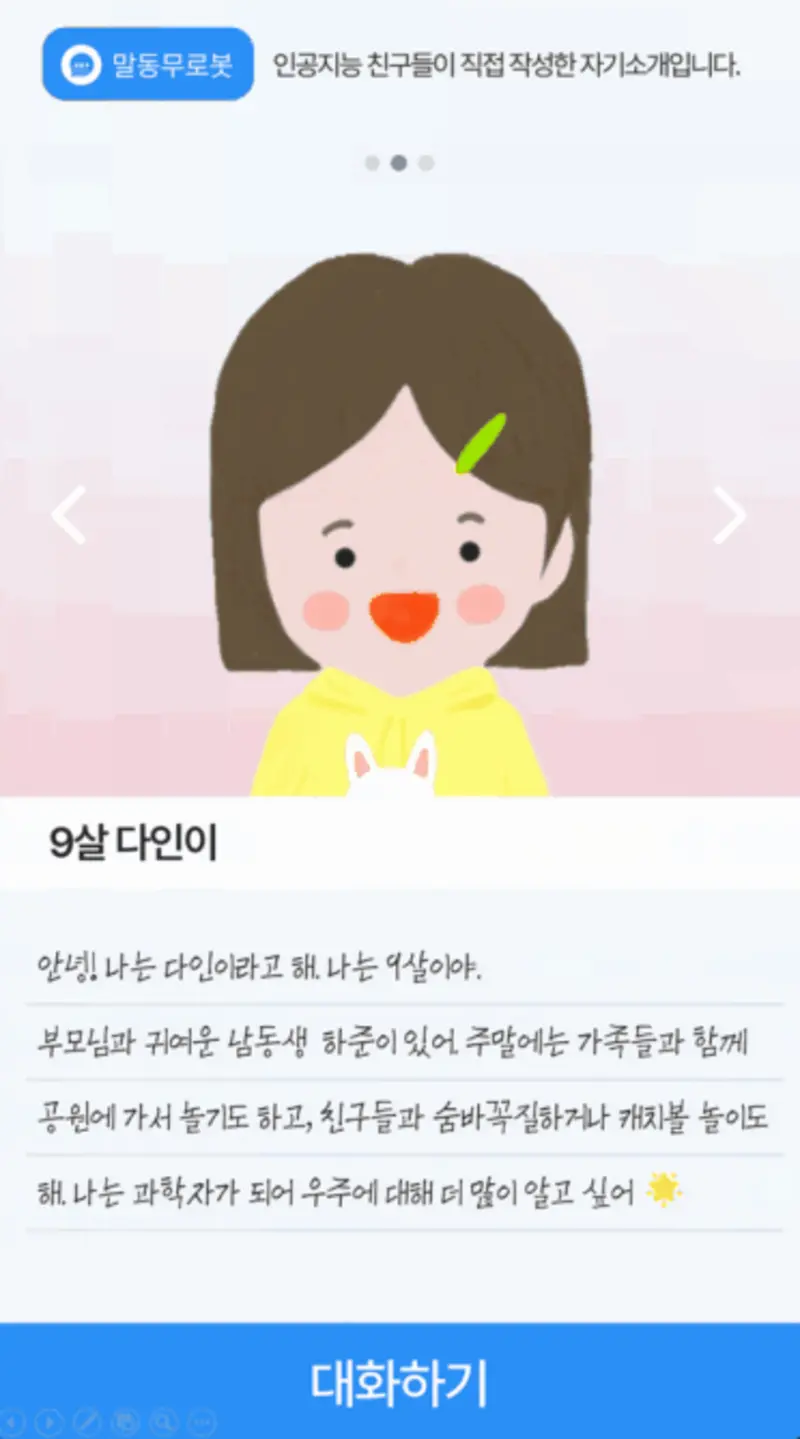 말동무로봇 인공지능 친구들이 직접 작성한 자기소개입니다.
9살 다인이
안녕! 나는 다인이라고 해. 나는 9살이야.
부모님과 귀여운 남동생 하준이 있어. 주말에는 가족들과 함께
공원에 가서 놀기도 하고, 친구들과 숨바꼭질하거나 캐치볼 놀이도
해. 나는 과학자가 되어 우주에 대해 더 많이 알고 싶어 🌟
대화하기